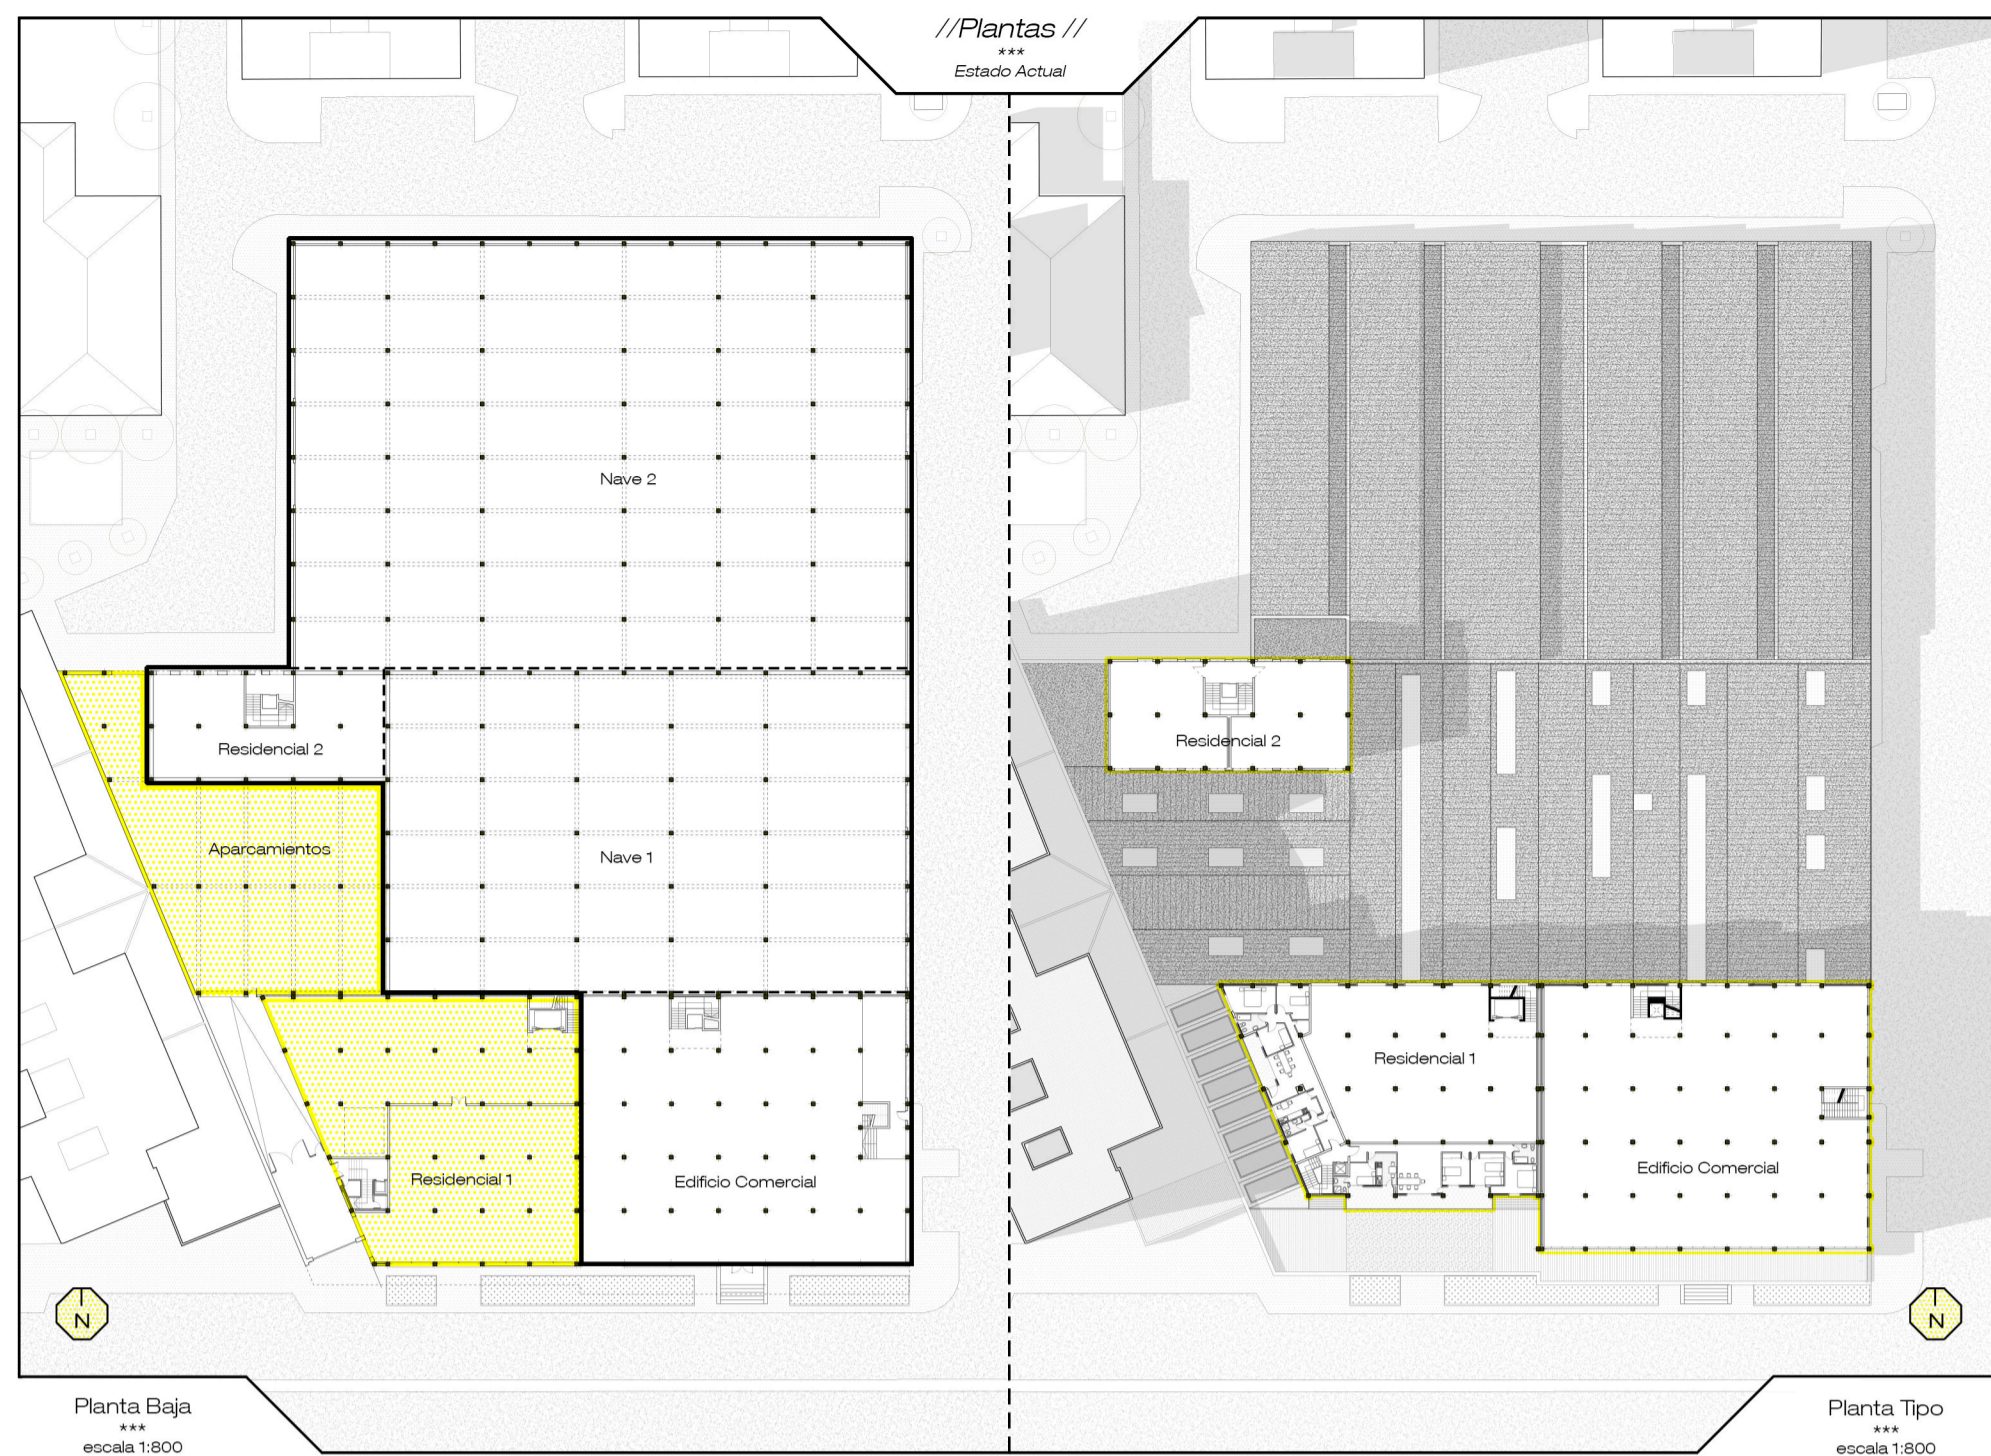 //Plantas //
***
Estado Actual
Nave 2
Residencial 2
Aparcamientos
Nave 1
Residencial 1
Edificio Comercial
N
Planta Baja
***
escala 1:800
Residencial 2
Residencial 1
Edificio Comercial
N
Planta Tipo
***
escala 1:800